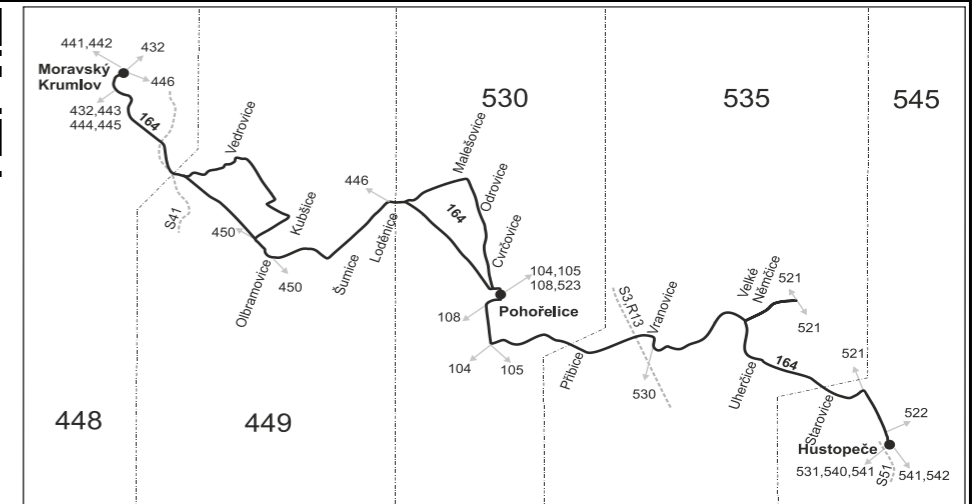 441,442
432
Moravský
Krumlov
446
432,443
444,445
164
S41
Vedrovice
Kubšice
450
Olbramovice
450
Šumice
446
Loděnice
530
Malešovice
164
Odrovice
Cvrčovice
104,105
108,523
108
Pohořelice
104
105
Přibice
535
S3,R13
Vranovice
530
Velké
Němčice
521
521
Uherčice
164
Starovice
545
521
522
Hustopeče
531,540,541
S51
541,542
448
449